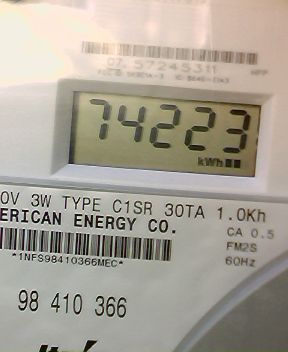 07. 57245311
74223
kWh
0V 3W TYPE C1SR 30TA 1.0Kh
ERICAN ENERGY CO.
CA 0.5
FM2S
60Hz
*1NFS98410366MEC*
98 410 366